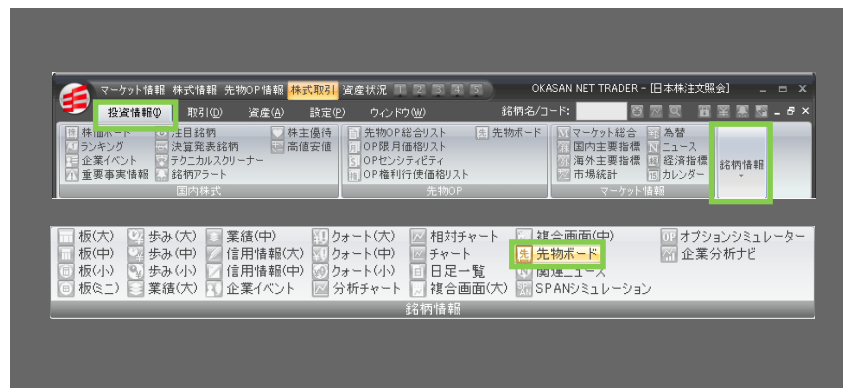 マーケット情報 株式情報 先物OP情報 株式取引 資産状況 1 2 3 4 5 OKASAN NET TRADER - [日本株注文照会]
投資情報(I) 取引(D) 資産(A) 設定(P) ウィンドウ(W) 銘柄名/コード:
株価ボード 注目銘柄 株主優待 先物OP総合リスト 先物ボード マーケット総合 為替
ランキング 決算発表銘柄 高値安値 OP限月価格リスト 国内主要指標 ニュース
企業イベント テクニカルスクリーナー OPセンシティビティ 海外主要指標 経済指標 銘柄情報
重要事実情報 銘柄アラート OP権利行使価格リスト 市場統計 カレンダー
国内株式 先物OP マーケット情報
板(大) 歩み(大) 業績(中) クォート(大) 相対チャート 複合画面(中) オプションシミュレーター
板(中) 歩み(中) 信用情報(大) クォート(中) チャート 先物ボード 企業分析ナビ
板(小) 歩み(小) 信用情報(中) クォート(小) 日足一覧 関連ニュース
板(ミニ) 業績(大) 企業イベント 分析チャート 複合画面(大) SPANシミュレーション
銘柄情報